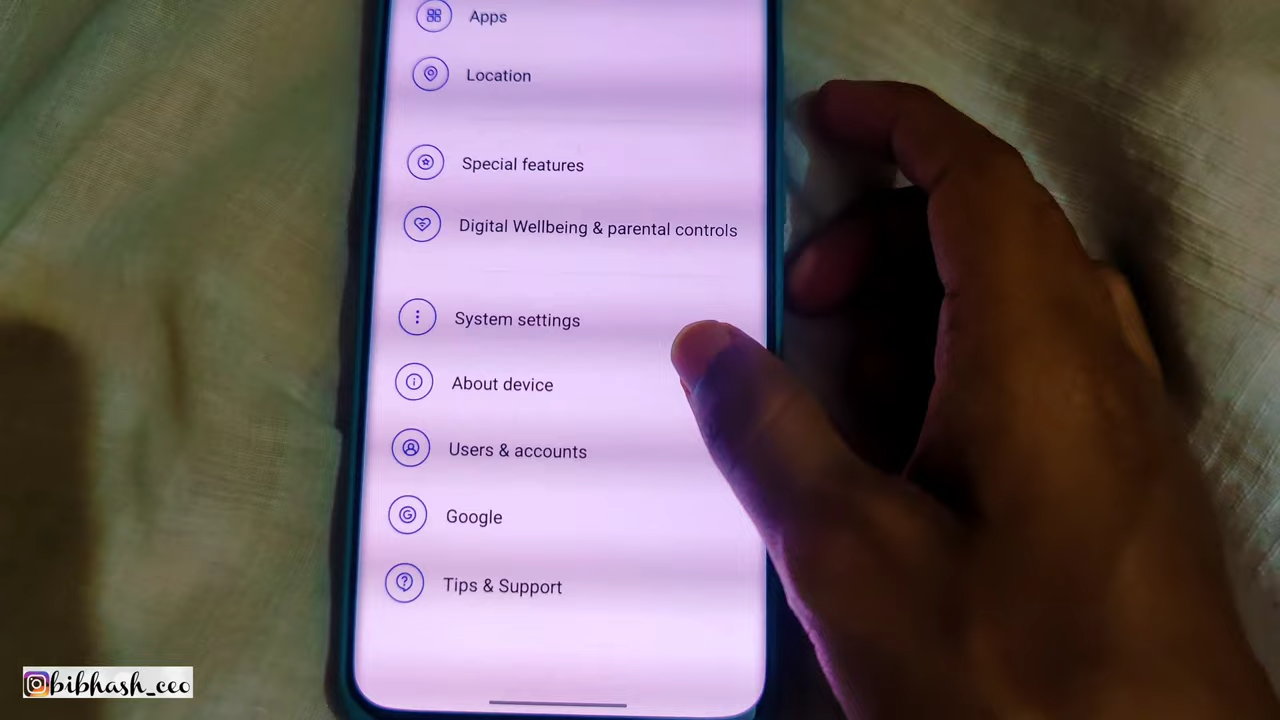 Apps
Location
Special features
Digital Wellbeing & parental controls
System settings
About device
Users & accounts
Google
Tips & Support
bibhash_ceo